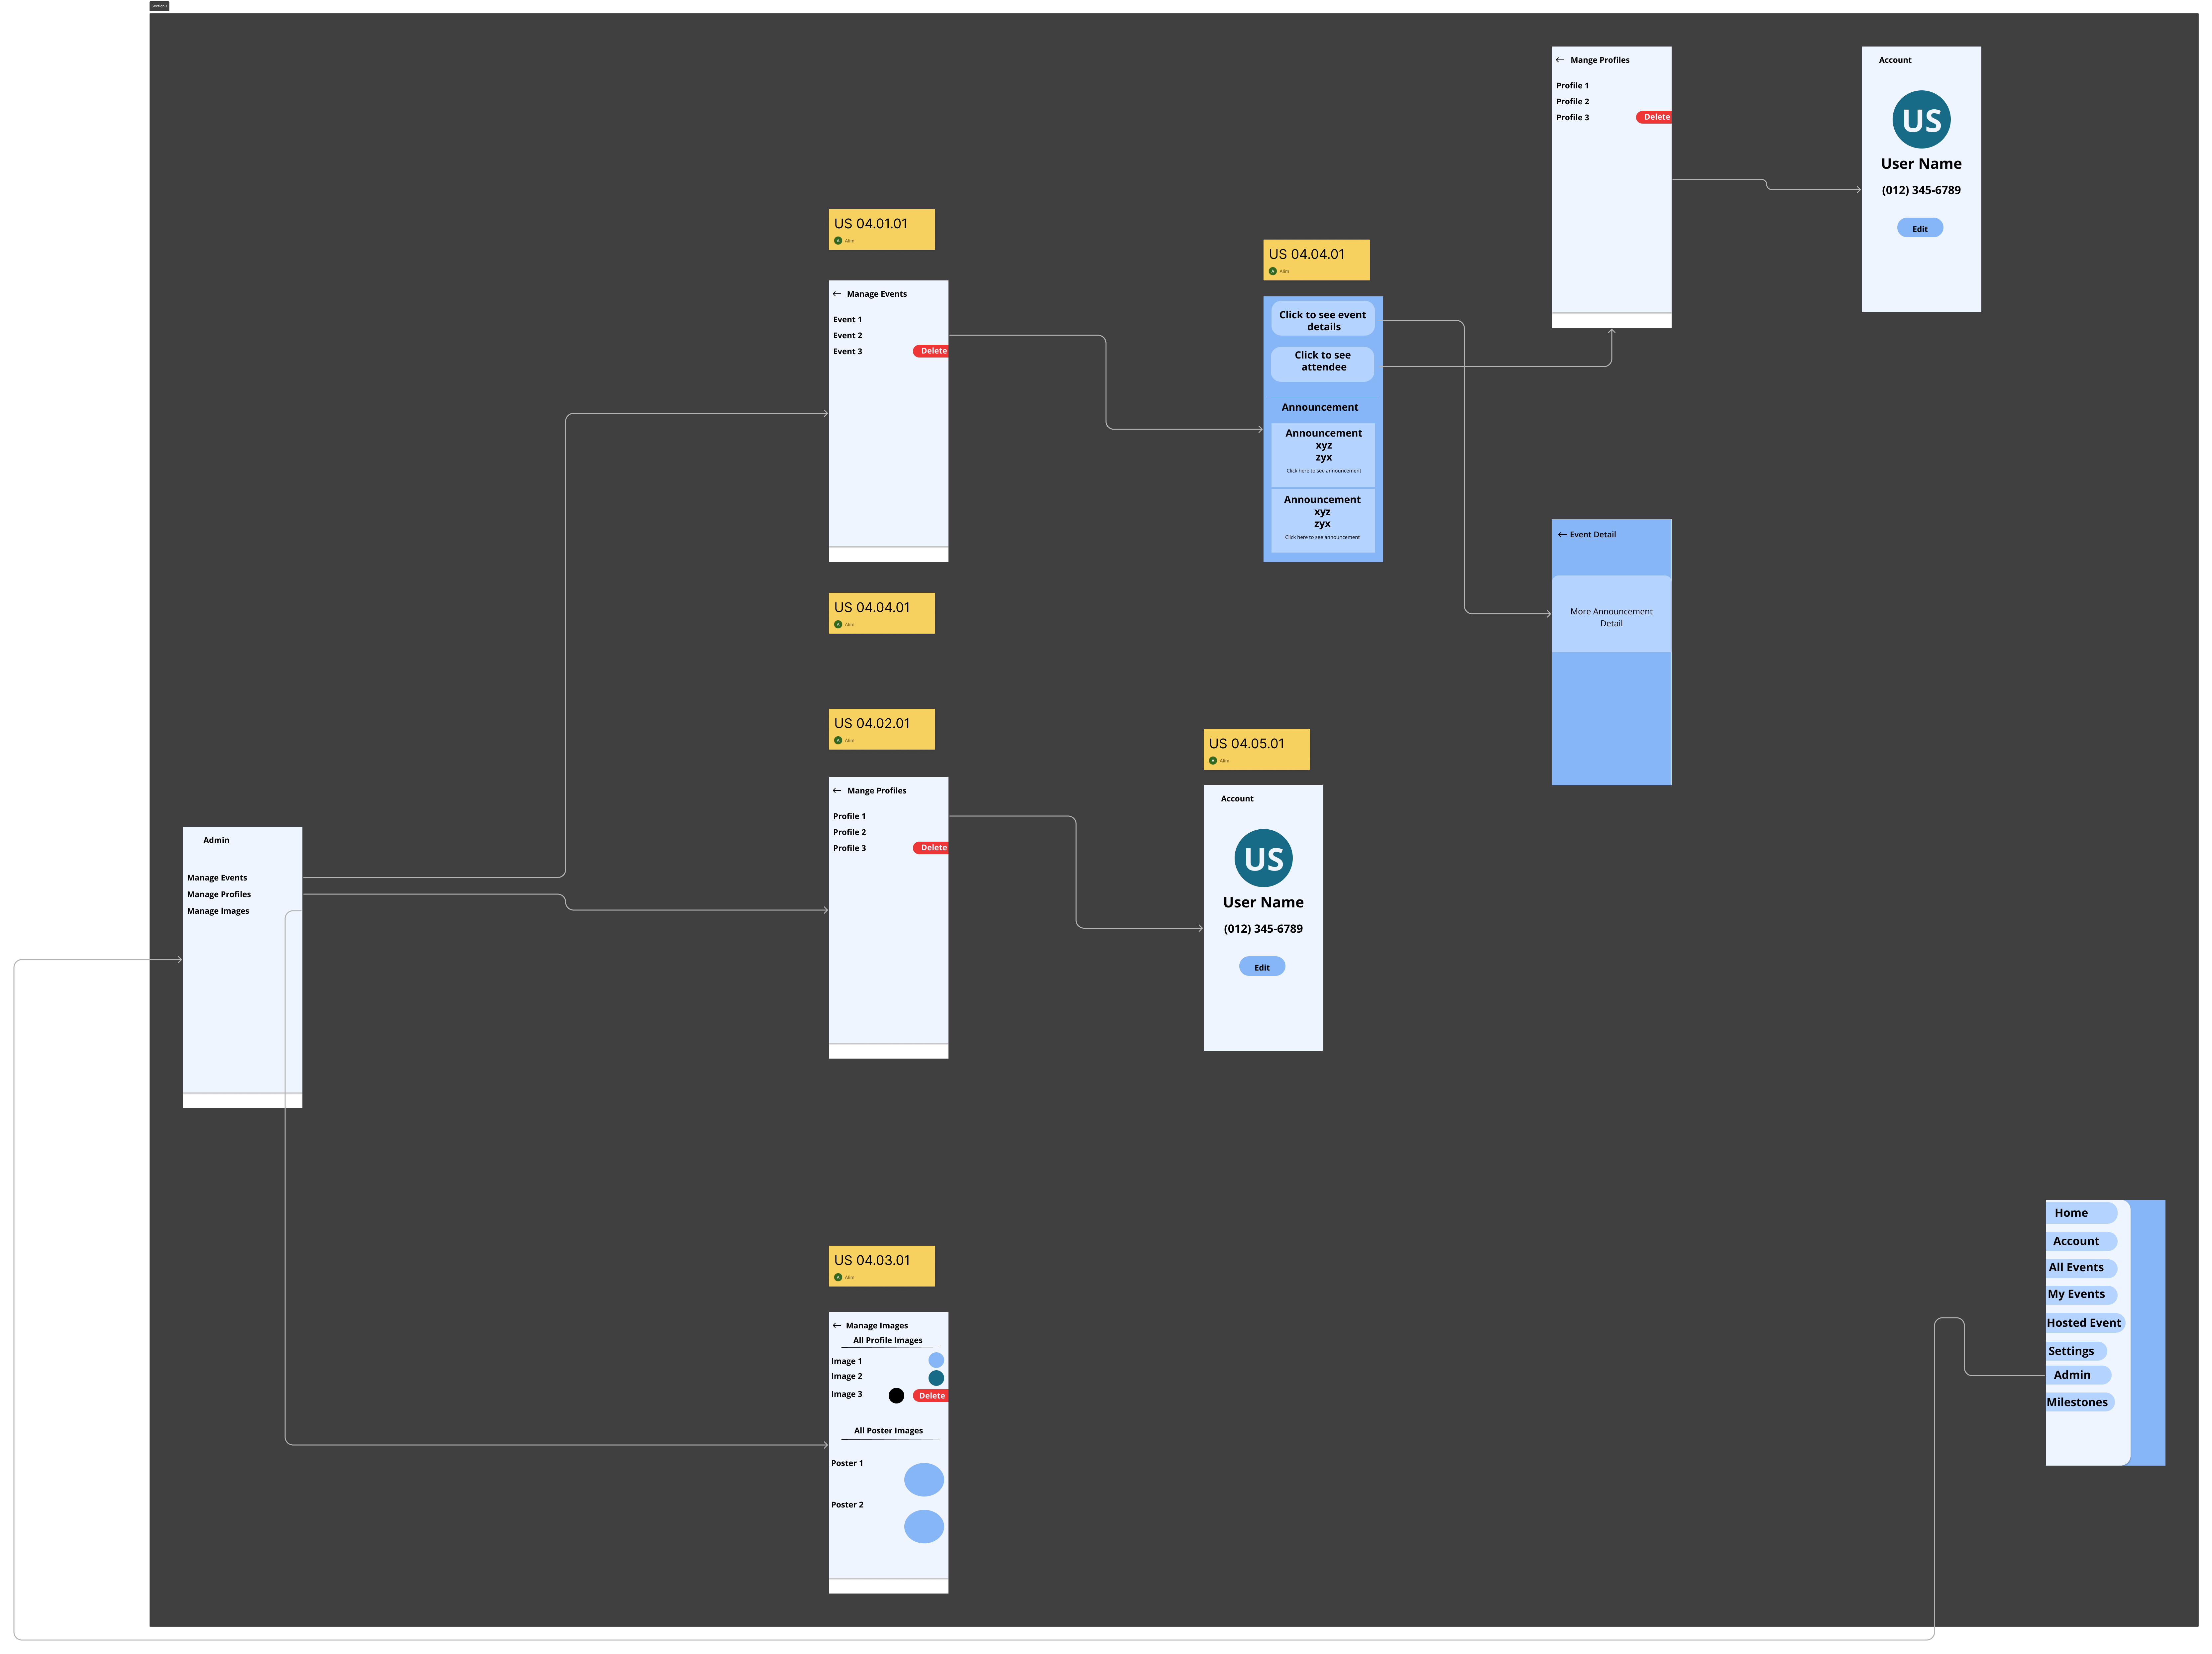 Section 1
Mange Profiles
Profile 1
Profile 2
Profile 3
Delete
Account
US
User Name
(012) 345-6789
Edit
US 04.01.01
A
Alim
Manage Events
Event 1
Event 2
Event 3
Delete
US 04.04.01
A
Alim
Click to see event
details
Click to see
attendee
Announcement
Announcement
xyz
zyx
Click here to see announcement
Announcement
xyz
zyx
Click here to see announcement
Event Detail
More Announcement
Detail
US 04.04.01
A
Alim
US 04.02.01
A
Alim
Mange Profiles
Profile 1
Profile 2
Profile 3
Delete
US 04.05.01
A
Alim
Account
US
User Name
(012) 345-6789
Edit
Admin
Manage Events
Manage Profiles
Manage Images
US 04.03.01
A
Alim
Manage Images
All Profile Images
Image 1
Image 2
Image 3
Delete
All Poster Images
Poster 1
Poster 2
Home
Account
All Events
My Events
Hosted Event
Settings
Admin
Milestones